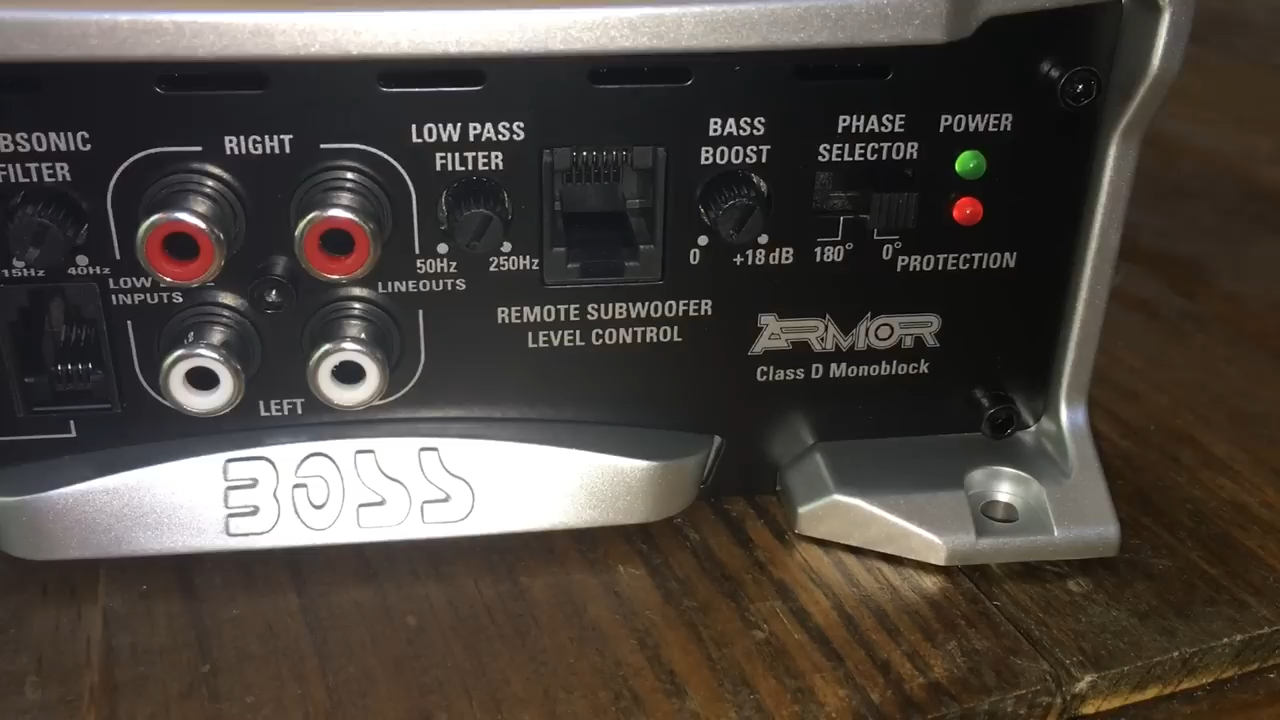 BSONIC
FILTER
15Hz
40Hz
RIGHT
LOW
INPUTS
LINEOUTS
LEFT
LOW PASS
FILTER
50Hz
250Hz
REMOTE SUBWOOFER
LEVEL CONTROL
BASS
BOOST
0
+18dB
PHASE
SELECTOR
180°
0°
POWER
PROTECTION
ARMOR
Class D Monoblock
BOSS